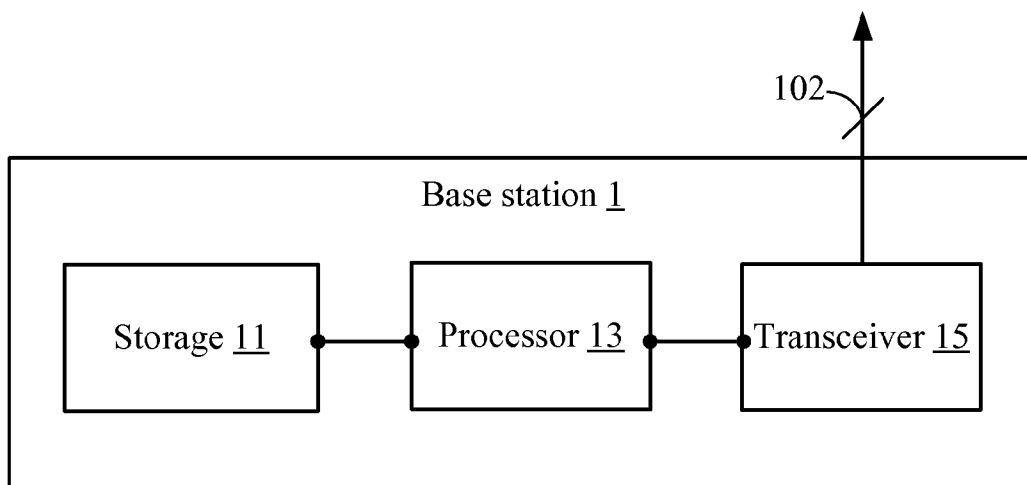 102
Base station 1
Storage 11
Processor 13
Transceiver 15